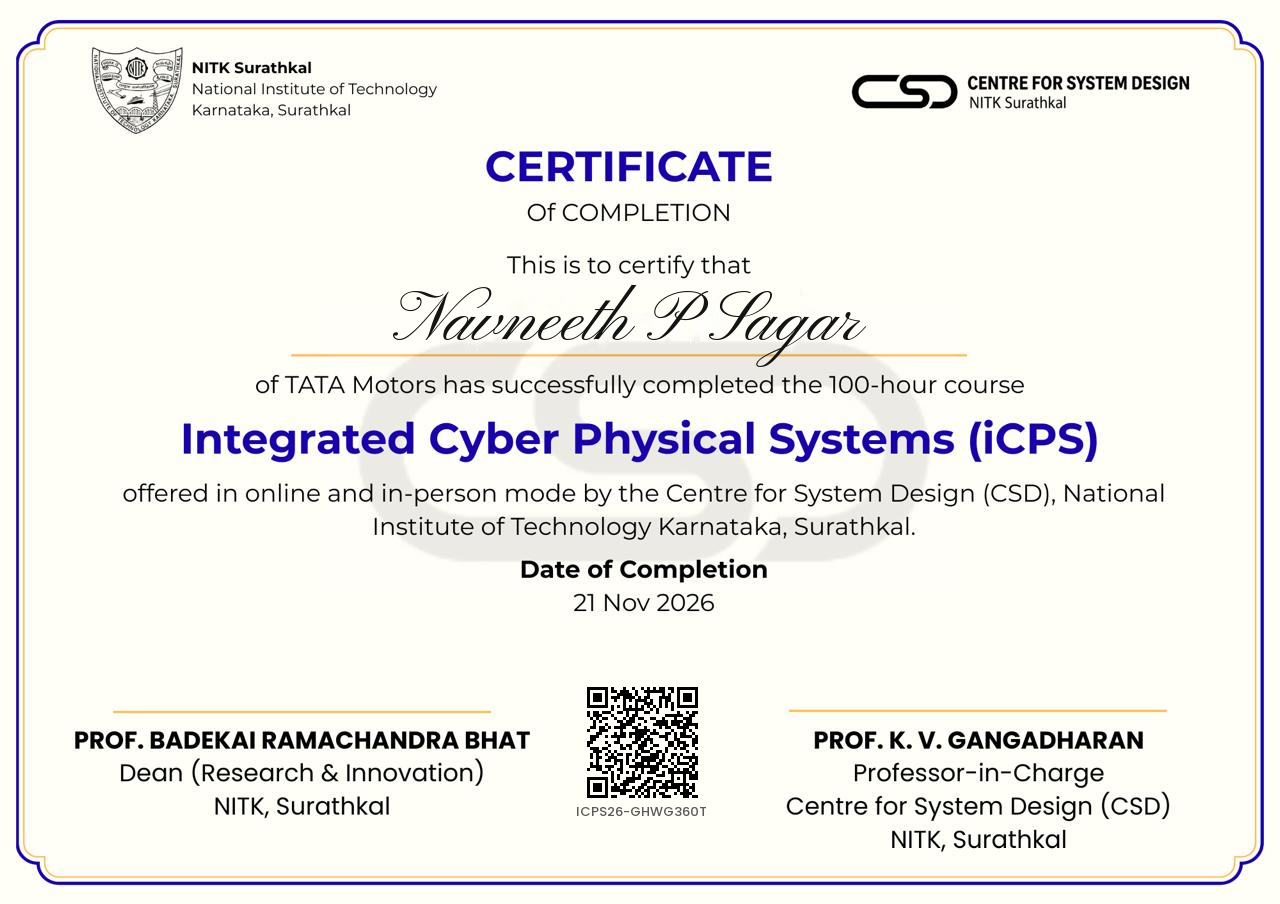 NITK Surathkal
National Institute of Technology
Karnataka, Surathkal
CENTRE FOR SYSTEM DESIGN
NITK Surathkal
CERTIFICATE
Of COMPLETION
This is to certify that
Navneeth P Sagar
of TATA Motors has successfully completed the 100-hour course
Integrated Cyber Physical Systems (iCPS)
offered in online and in-person mode by the Centre for System Design (CSD), National
Institute of Technology Karnataka, Surathkal.
Date of Completion
21 Nov 2026
PROF. BADEKAI RAMACHANDRA BHAT
Dean (Research & Innovation)
NITK, Surathkal
ICPS26-GHWG360T
PROF. K. V. GANGADHARAN
Professor-in-Charge
Centre for System Design (CSD)
NITK, Surathkal